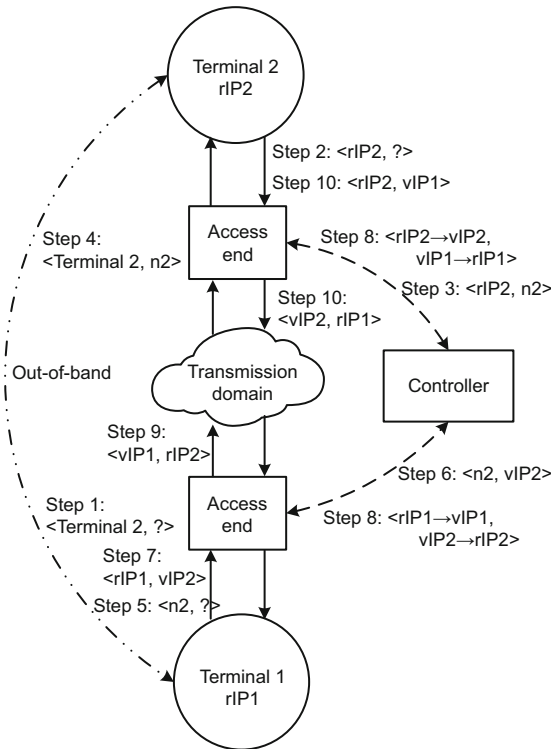 Terminal 2
rIP2
Step 2: <rIP2, ?>
Step 10: <rIP2, vIP1>
Step 4:
<Terminal 2, n2>
Access
end
Step 8: <rIP2→vIP2,
vIP1→rIP1>
Step 3: <rIP2, n2>
Step 10:
<vIP2, rIP1>
Out-of-band
Transmission
domain
Controller
Step 9:
<vIP1, rIP2>
Step 6: <n2, vIP2>
Step 1:
<Terminal 2, ?>
Access
end
Step 8: <rIP1→vIP1,
vIP2→rIP2>
Step 7:
<rIP1, vIP2>
Step 5: <n2, ?>
Terminal 1
rIP1